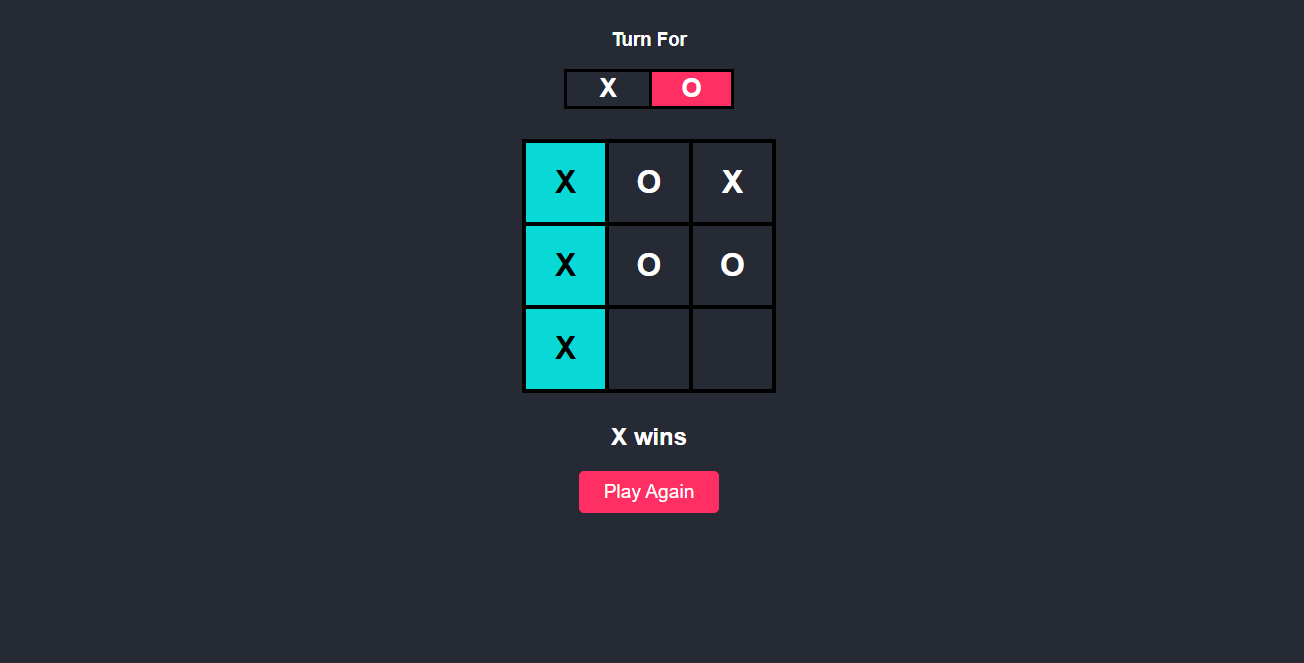 Turn For
X O
X O X
X O O
X
X wins
Play Again